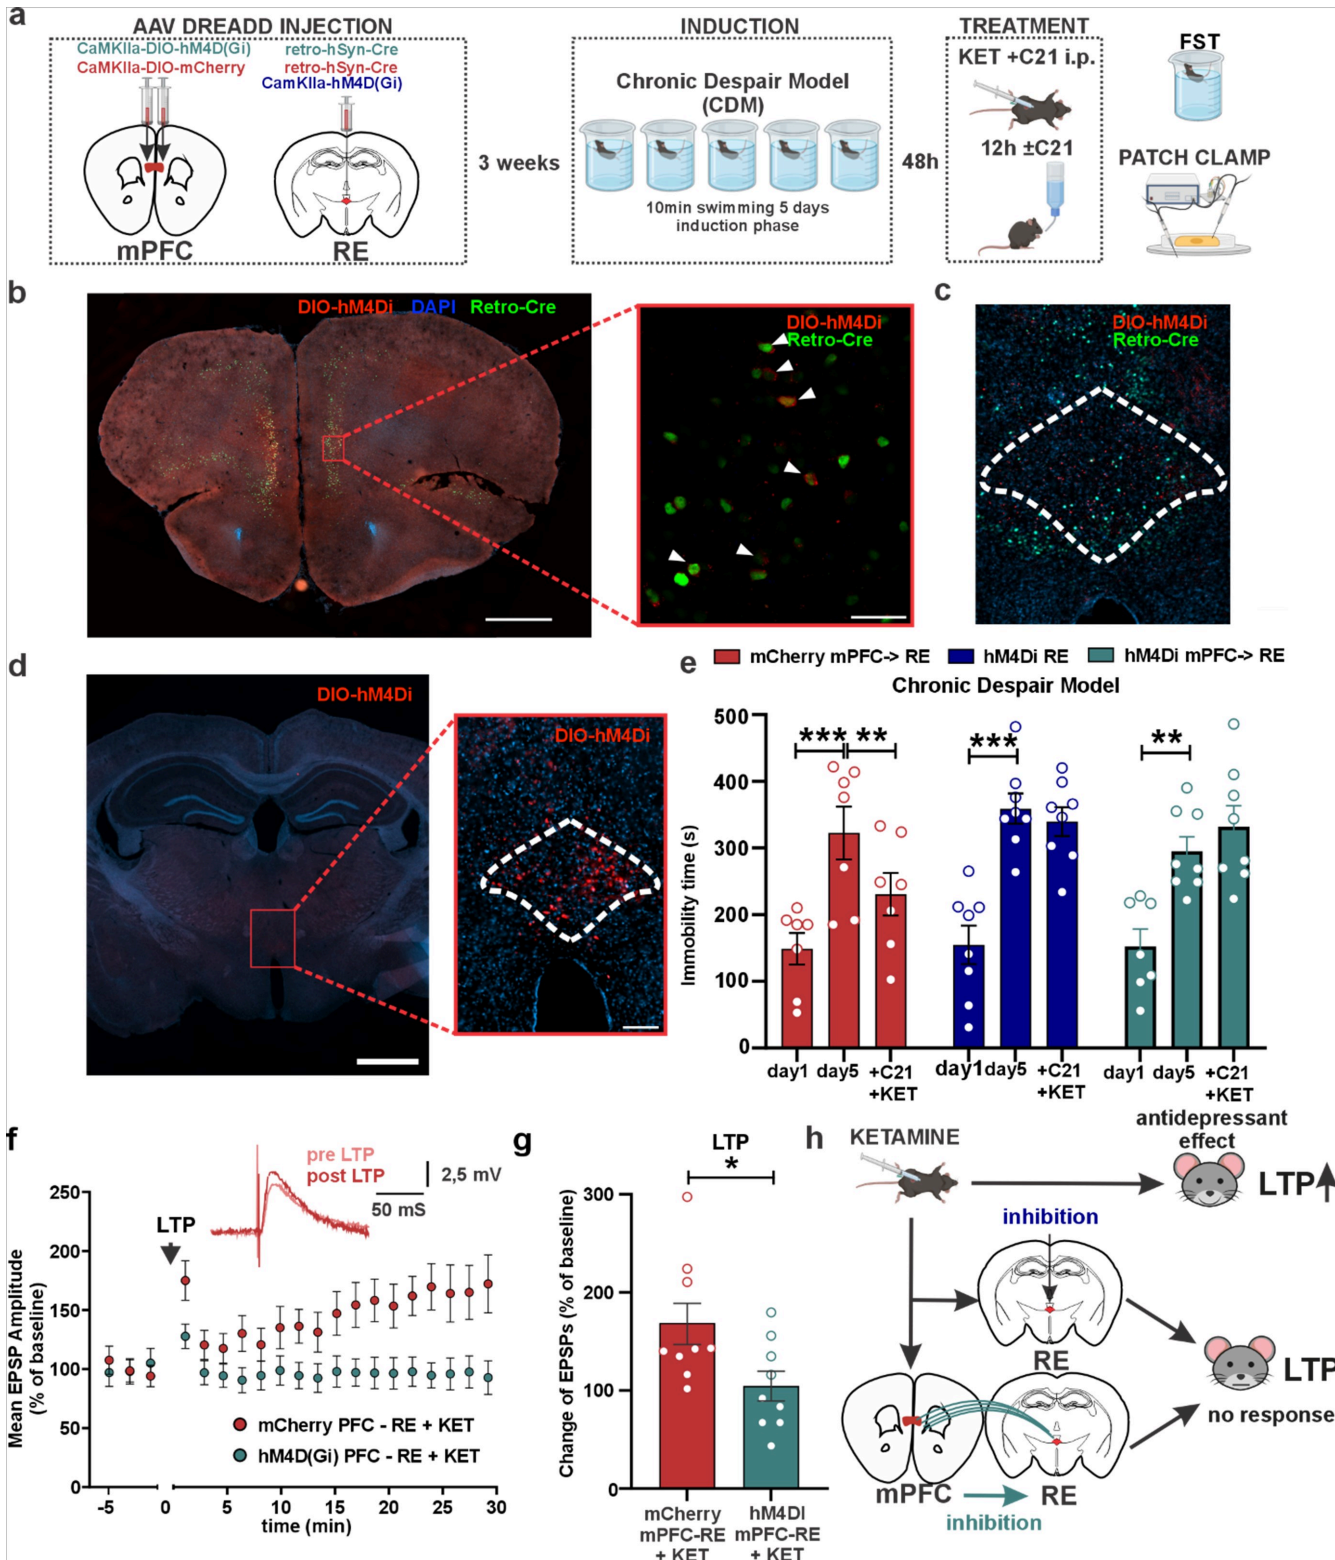 a
AAV DREADD INJECTION
CaMKIIa-DIO-hM4D(Gi)
CaMKIIa-DIO-mCherry
retro-hSyn-Cre
retro-hSyn-Cre
CamKIIa-hM4D(Gi)
mPFC
RE
3 weeks
INDUCTION
Chronic Despair Model
(CDM)
10min swimming 5 days
induction phase
48h
TREATMENT
KET +C21 i.p.
12h ±C21
FST
PATCH CLAMP
b
DIO-hM4Di DAPI Retro-Cre
DIO-hM4Di
Retro-Cre
c
DIO-hM4Di
Retro-Cre
d
DIO-hM4Di
DIO-hM4Di
e
mCherry mPFC-> RE
hM4Di RE
hM4Di mPFC-> RE
Chronic Despair Model
Immobility time (s)
500
400
300
200
100
0
*** **
***
**
day1 day5 +C21
+KET
day1 day5 +C21
+KET
day1 day5 +C21
+KET
f
Mean EPSP Amplitude
(% of baseline)
250
200
150
100
50
0
LTP
pre LTP
post LTP
2,5 mV
50 mS
mCherry PFC - RE + KET
hM4D(Gi) PFC - RE + KET
-5 0 5 10 15 20 25 30
time (min)
g
LTP
*
Change of EPSPs (% of baseline)
300
200
100
0
mCherry
mPFC-RE
+ KET
hM4DI
mPFC-RE
+ KET
h
KETAMINE
antidepressant
effect
LTP
inhibition
RE
LTP
no response
mPFC
RE
inhibition